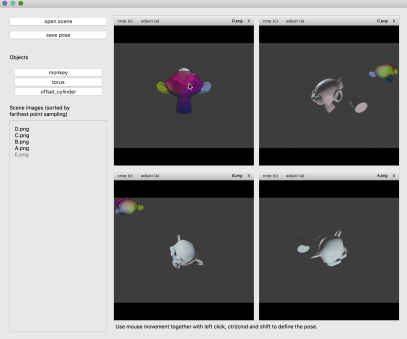 open scene
save pose
Objects
monkey
torus
offset_cylinder
Scene images (sorted by
farthest point sampling)
D.png
C.png
B.png
A.png
E.png
crop (c) adjust (a) D.png X
crop (c) adjust (a) C.png X
crop (c) adjust (a) B.png X
crop (c) adjust (a) A.png X
Use mouse movement together with left click, ctrl/cmd and shift to define the pose.